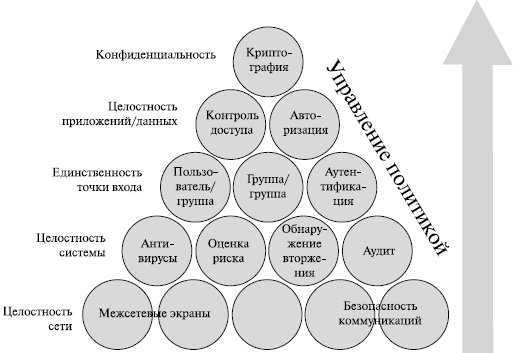 Конфиденциальность
Крипто-
графия
Целостность
приложений/данных
Контроль
доступа
Авто-
ризация
Единственность
точки входа
Пользо-
ватель/
группа
Группа/
группа
Аутен-
тифика-
ция
Целостность
системы
Анти-
вирусы
Оценка
риска
Обнару-
жение
вторже-
ния
Аудит
Целостность
сети
Межсетевые экраны
Безопасность
коммуникаций
Управление политикой